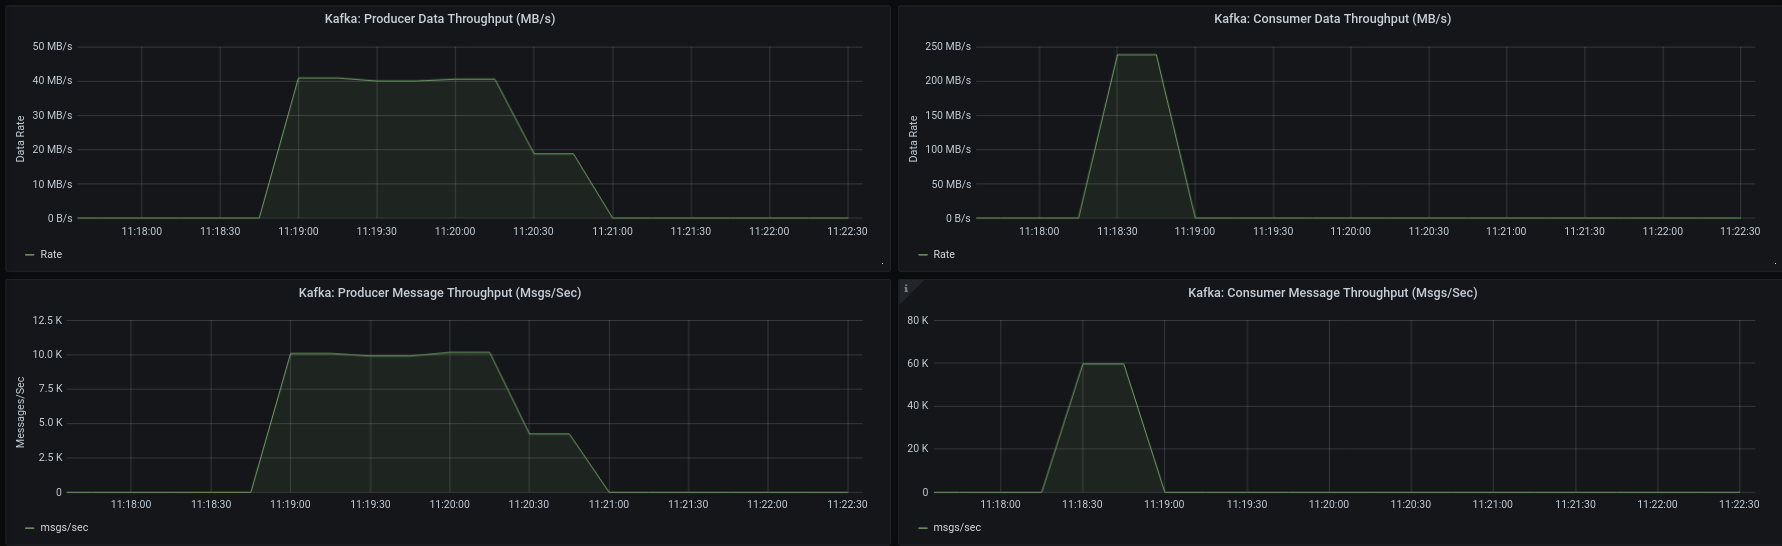 Kafka: Producer Data Throughput (MB/s)
50 MB/s
40 MB/s
30 MB/s
20 MB/s
10 MB/s
0 B/s
Data Rate
11:18:00 11:18:30 11:19:00 11:19:30 11:20:00 11:20:30 11:21:00 11:21:30 11:22:00 11:22:30
Rate
Kafka: Consumer Data Throughput (MB/s)
250 MB/s
200 MB/s
150 MB/s
100 MB/s
50 MB/s
0 B/s
Data Rate
11:18:00 11:18:30 11:19:00 11:19:30 11:20:00 11:20:30 11:21:00 11:21:30 11:22:00 11:22:30
Rate
Kafka: Producer Message Throughput (Msgs/Sec)
12.5 K
10.0 K
7.5 K
5.0 K
2.5 K
0
Messages/Sec
11:18:00 11:18:30 11:19:00 11:19:30 11:20:00 11:20:30 11:21:00 11:21:30 11:22:00 11:22:30
msgs/sec
i
Kafka: Consumer Message Throughput (Msgs/Sec)
80 K
60 K
40 K
20 K
0
11:18:00 11:18:30 11:19:00 11:19:30 11:20:00 11:20:30 11:21:00 11:21:30 11:22:00 11:22:30
msgs/sec